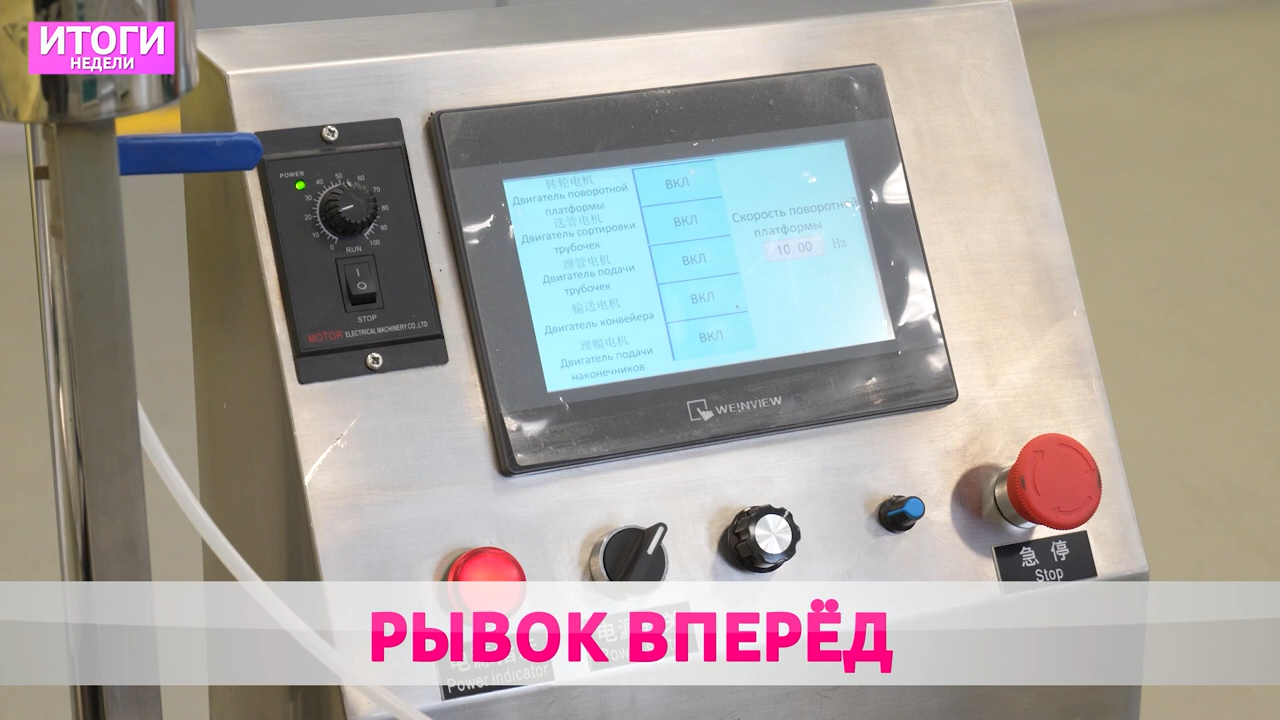 ИТОГИ
НЕДЕЛИ
POWER
0 10 20 30 40 50 60 70 80 90 100
RUN
STOP
MOTOR ELECTRICAL MACHINERY CO.,LTD
转轮电机
Двигатель поворотной
платформы
送管电机
Двигатель сортировки
трубочек
理管电机
Двигатель подачи
трубочек
输送电机
Двигатель конвейера
理帽电机
Двигатель подачи
наконечников
ВКЛ
ВКЛ
ВКЛ
ВКЛ
ВКЛ
Скорость поворотной
платформы
10.00 Hz
WEINVIEW
急 停
Stop
РЫВОК ВПЕРЁД
Power indicator